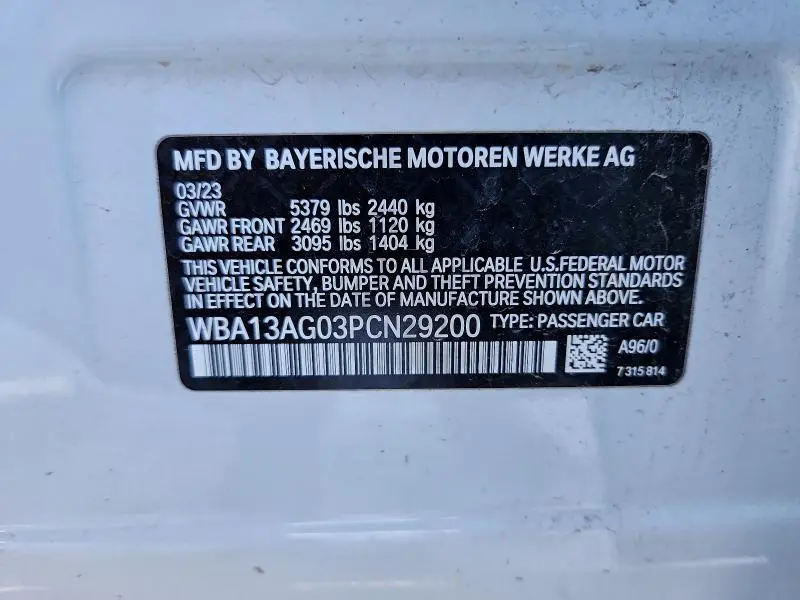 MFD BY BAYERISCHE MOTOREN WERKE AG
03/23
GVWR 5379 lbs 2440 kg
GAWR FRONT 2469 lbs 1120 kg
GAWR REAR 3095 lbs 1404 kg
THIS VEHICLE CONFORMS TO ALL APPLICABLE U.S.FEDERAL MOTOR
VEHICLE SAFETY, BUMPER AND THEFT PREVENTION STANDARDS
IN EFFECT ON THE DATE OF MANUFACTURE SHOWN ABOVE.
WBA13AG03PCN29200 TYPE: PASSENGER CAR
A96/0
7 315 814